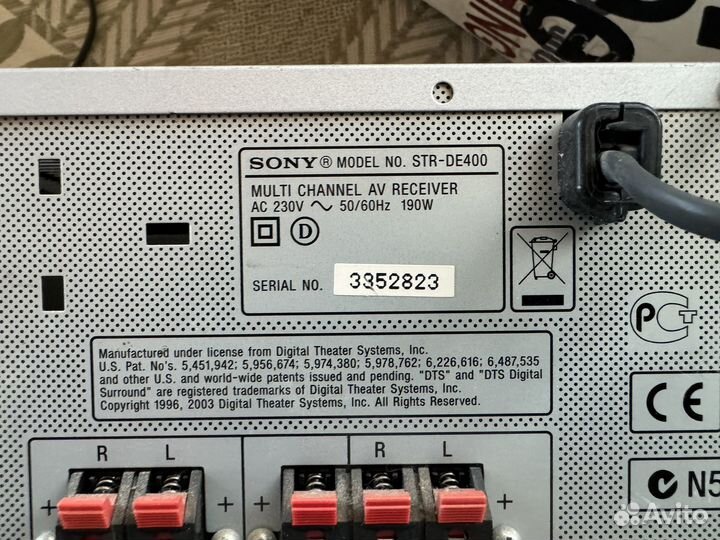 SONY® MODEL NO. STR-DE400
MULTI CHANNEL AV RECEIVER
AC 230V ~ 50/60Hz 190W
D
SERIAL NO. 3352823
РСТ
Manufactured under license from Digital Theater Systems, Inc.
U.S. Pat. No's. 5,451,942; 5,956,674; 5,974,380; 5,978,762; 6,226,616; 6,487,535
and other U.S. and world-wide patents issued and pending. "DTS" and "DTS Digital
Surround" are registered trademarks of Digital Theater Systems, Inc.
Copyright 1996, 2003 Digital Theater Systems, Inc. All Rights Reserved.
CE
R L R L
+ + +
N5
Avito